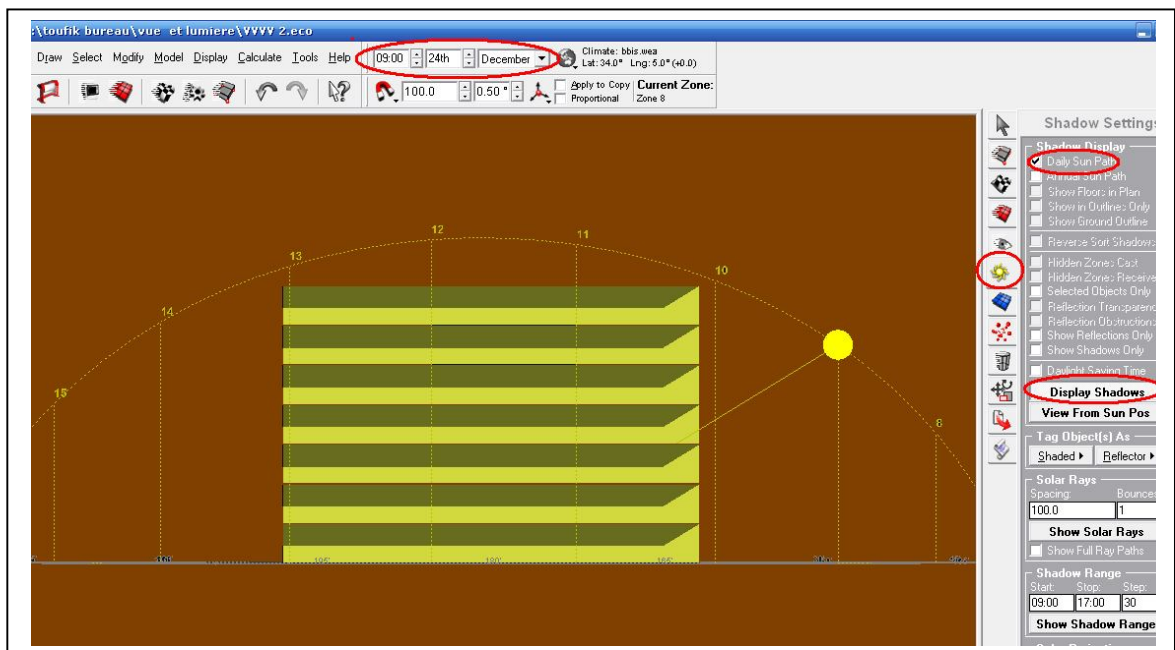 :\toufik bureau\vue et lumiere\VVVV 2.eco
Draw Select Modify Model Display Calculate Tools Help 09:00 24th December Climate: bbis.wea
Lat: 34.0° Lng: 5.0° (+0.0)
100.0 0.50 ° Apply to Copy Current Zone:
Proportional Zone 8
Shadow Settings
Shadow Display
Daily Sun Path
Annual Sun Path
Show Floors in Plan
Show in Outlines Only
Show Ground Outline
Reverse Sort Shadows
Hidden Zones Cast
Hidden Zones Receive
Selected Objects Only
Reflection Transparenc
Reflection Obstructions
Show Reflections Only
Show Shadows Only
Daylight Saving Time
Display Shadows
View From Sun Pos
Tag Object(s) As
Shaded Reflector
Solar Rays
Spacing: Bounces
100.0 1
Show Solar Rays
Show Full Ray Paths
Shadow Range
Start: Stop: Step:
09:00 17:00 30
Show Shadow Range
12
11
13
10
14
15
8
195° 180° 165°